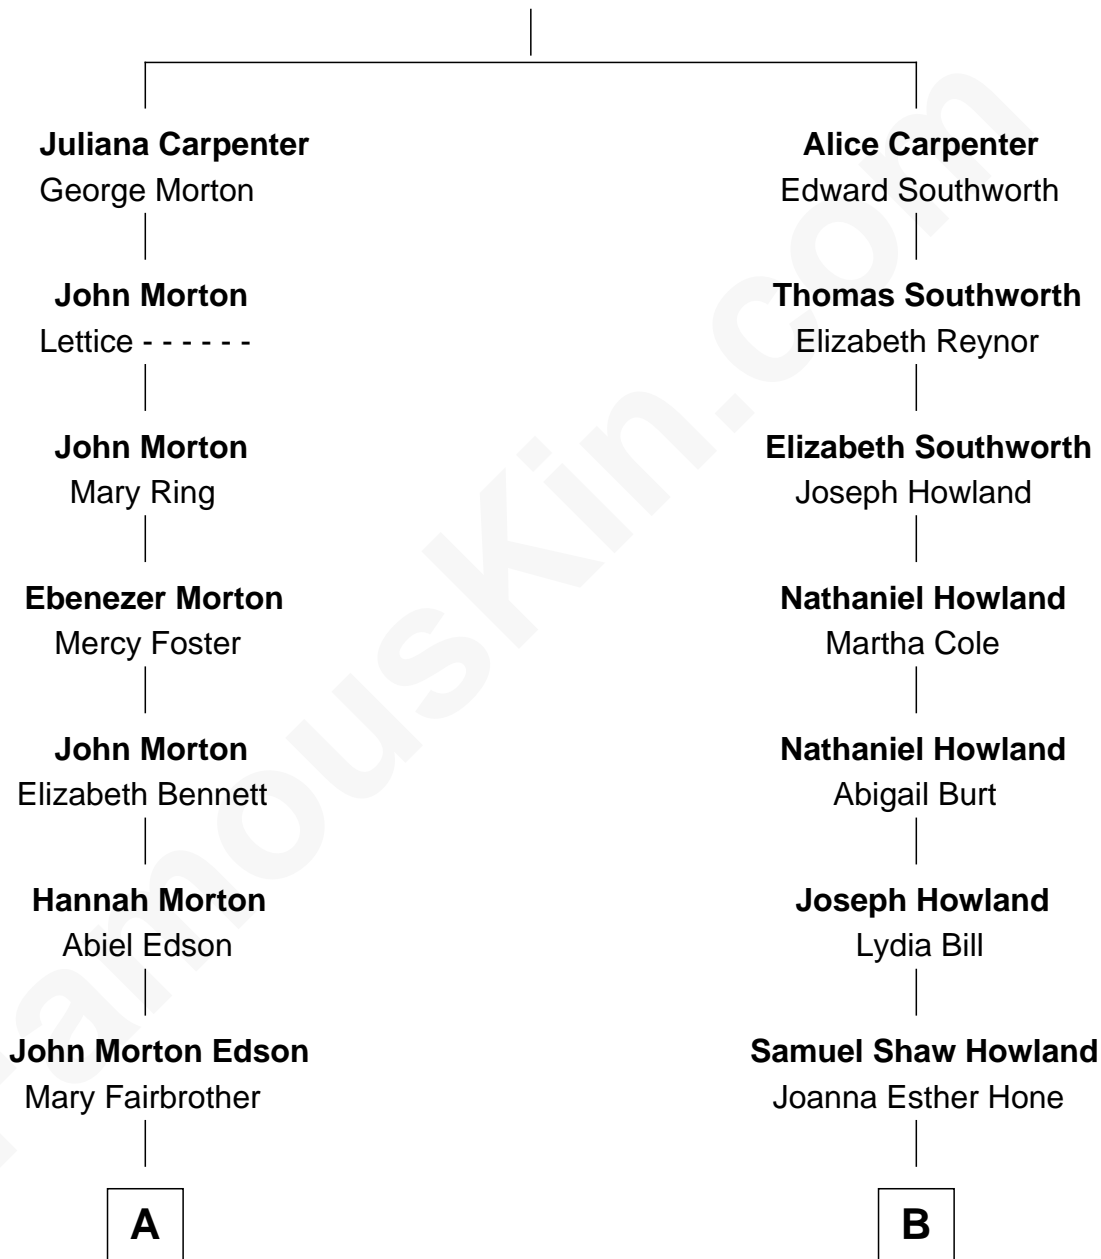 Juliana Carpenter
George Morton
John Morton
Lettice - - - - - -
John Morton
Mary Ring
Ebenezer Morton
Mercy Foster
John Morton
Elizabeth Bennett
Hannah Morton
Abiel Edson
John Morton Edson
Mary Fairbrother
A
Alice Carpenter
Edward Southworth
Thomas Southworth
Elizabeth Reynor
Elizabeth Southworth
Joseph Howland
Nathaniel Howland
Martha Cole
Nathaniel Howland
Abigail Burt
Joseph Howland
Lydia Bill
Samuel Shaw Howland
Joanna Esther Hone
B
FamousKin.com